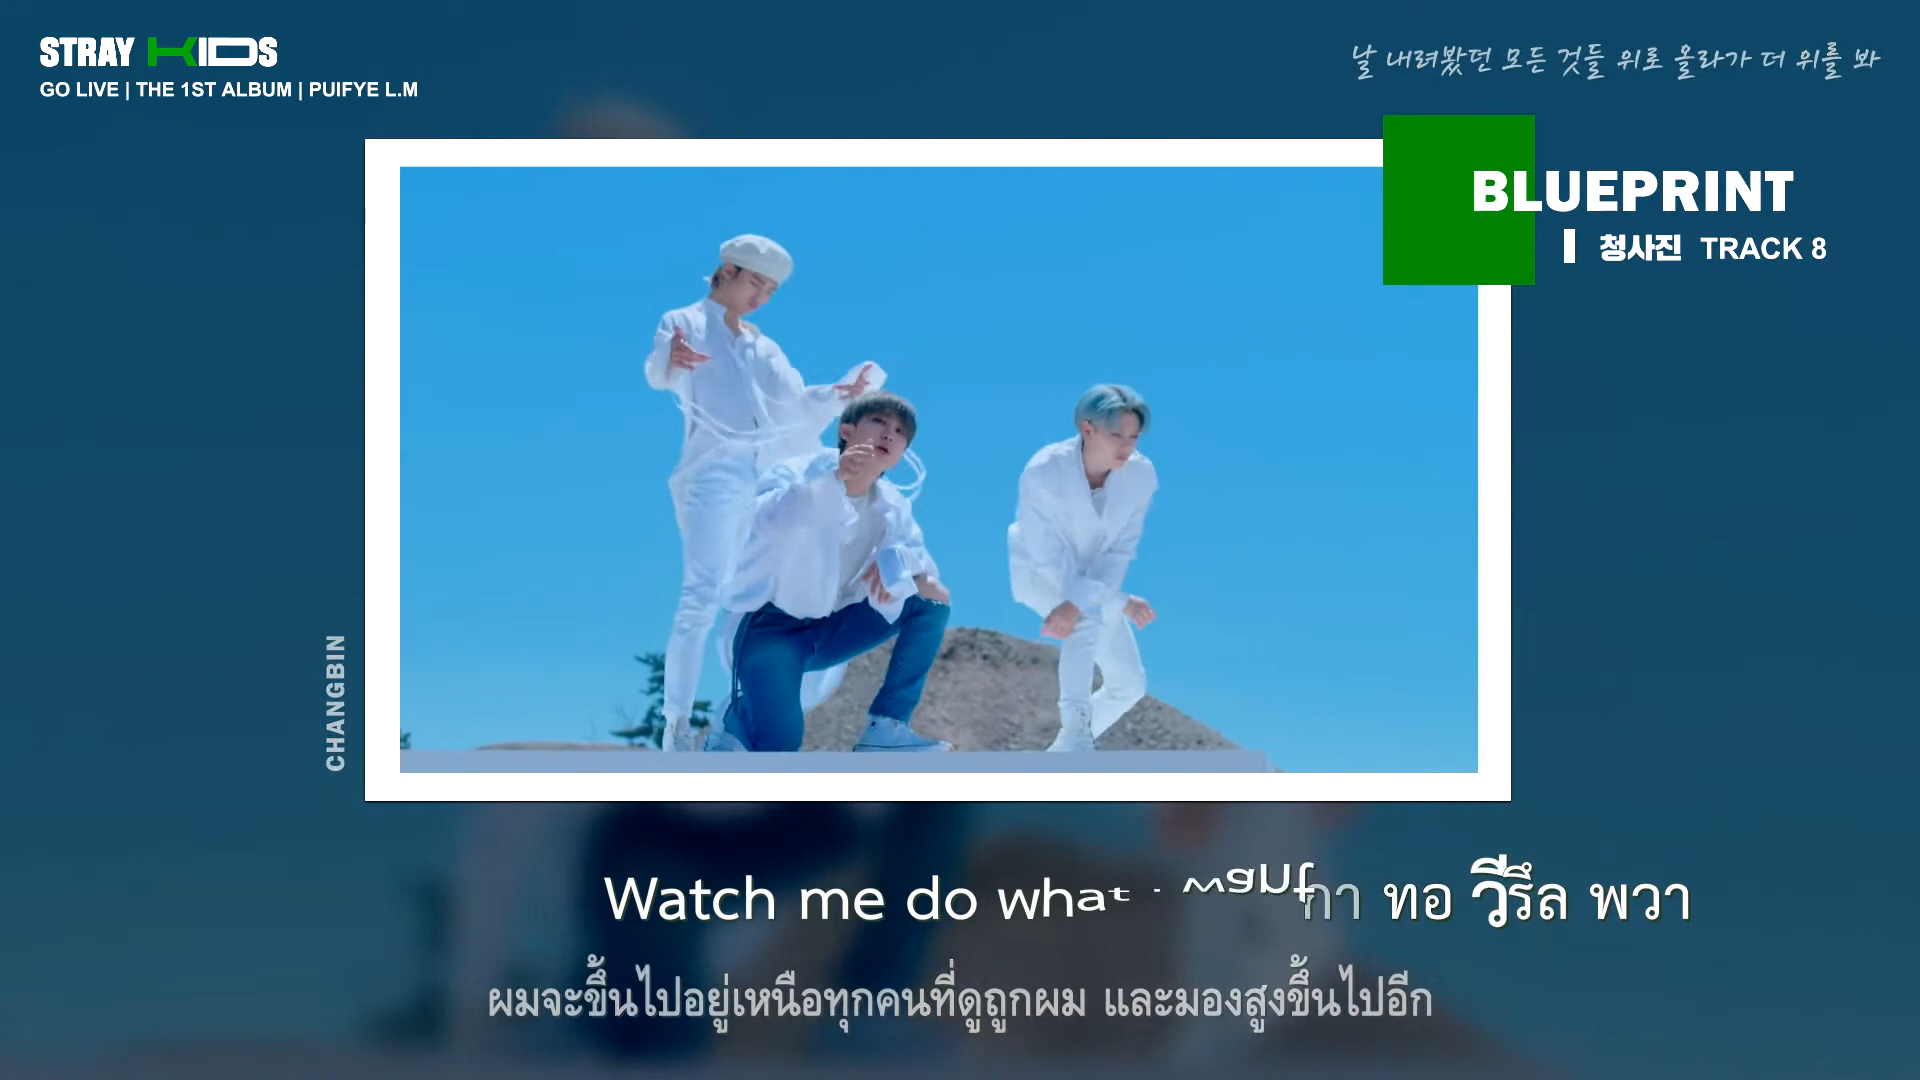 STRAY KIDS
GO LIVE | THE 1ST ALBUM | PUIFYE L.M
날 내려봤던 모든 것들 위로 올라가 더 위를 봐
BLUEPRINT
청사진 TRACK 8
CHANGBIN
Watch me do what กา ทอ วีรึล พวา
ผมจะขึ้นไปอยู่เหนือทุกคนที่ดูถูกผม และมองสูงขึ้นไปอีก